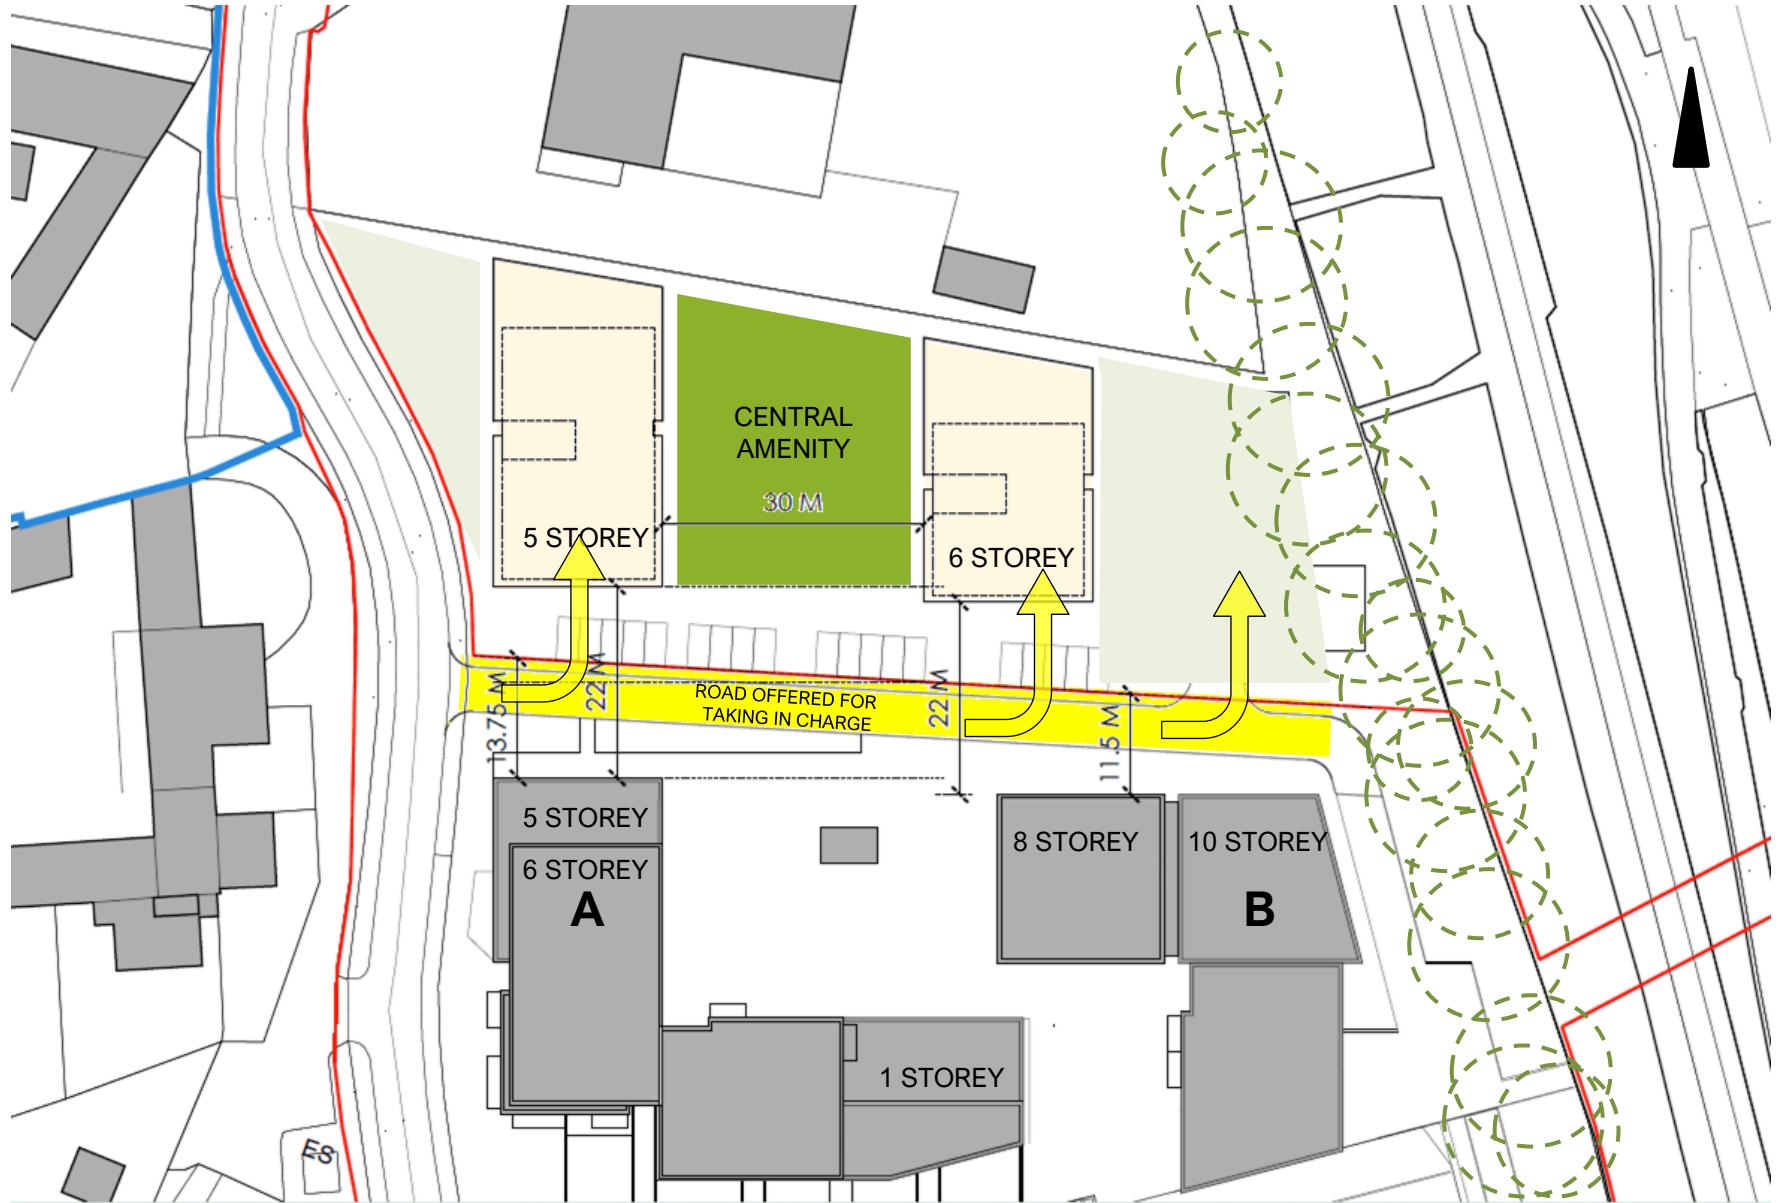 CENTRAL
AMENITY
30 M
5 STOREY
6 STOREY
13.75 M
22 M
ROAD OFFERED FOR
TAKING IN CHARGE
22 M
11.5 M
5 STOREY
6 STOREY
A
8 STOREY
10 STOREY
B
1 STOREY
ES